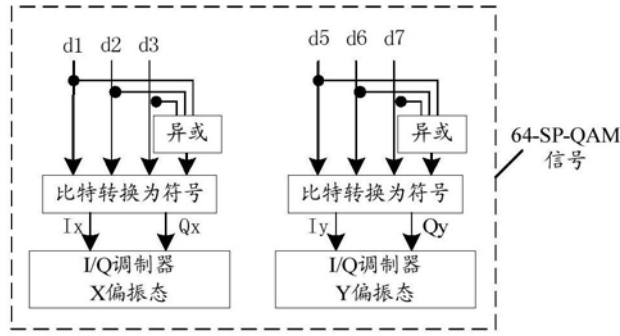 d1 d2 d3
d5 d6 d7
异或
异或
64-SP-QAM
信号
比特转换为符号
比特转换为符号
Ix
Qx
Iy
Qy
I/Q调制器
X偏振态
I/Q调制器
Y偏振态